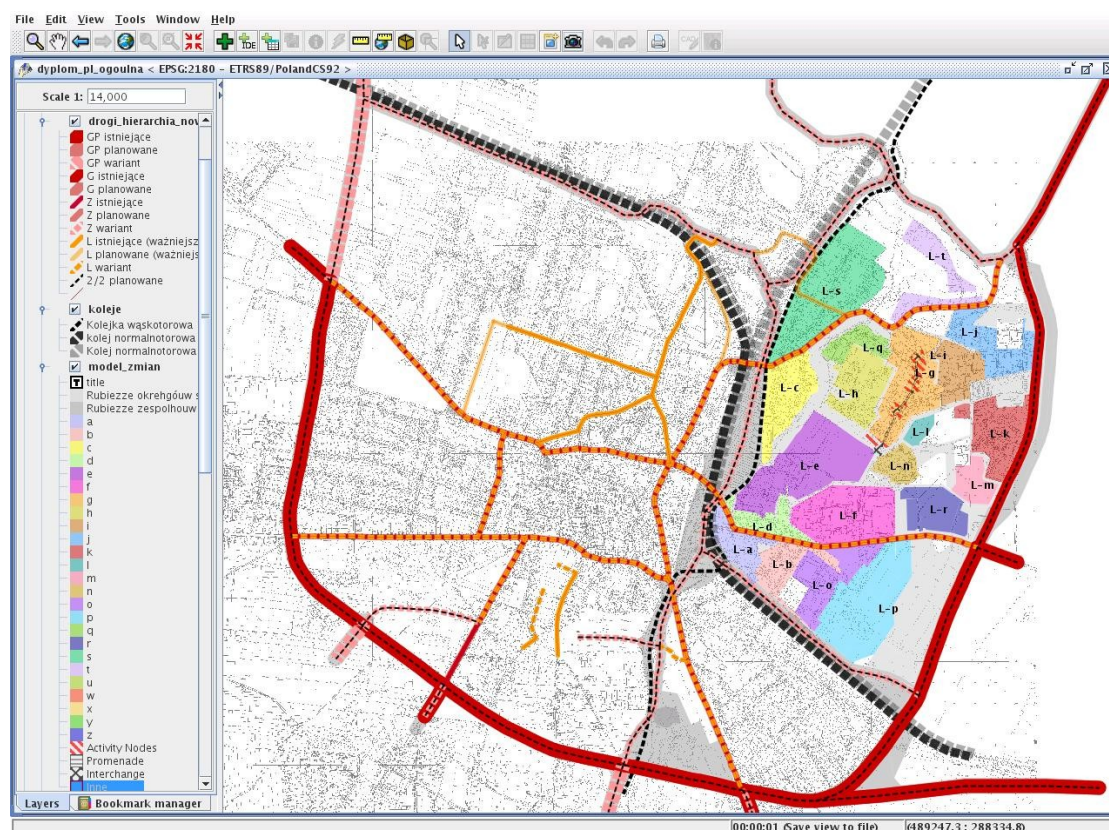 File Edit View Tools Window Help
IDE
CAD
dyplom_pl_ogoulna < EPSG:2180 - ETRS89/PolandCS92 >
Scale 1: 14,000
drogi_hierarchia_nov
GP istniejące
GP planowane
GP wariant
G istniejące
G planowane
Z istniejące
Z planowane
Z wariant
L istniejące (ważniejsz
L planowane (ważniejs
L wariant
2/2 planowane
koleje
Kolejka wąskotorowa
kolej normalnotorowa
Kolej normalnotorowa
model_zmian
title
Rubiezze okrehgóuw s
Rubiezze zespolhouw
a
b
c
d
e
f
g
h
i
j
k
l
m
n
o
p
q
r
s
t
u
w
x
y
z
Activity Nodes
Promenade
Interchange
Inne
Layers Bookmark manager
L-t
L-s
L-j
L-q
L-i
L-g
L-c
L-h
L-l
L-k
L-e
L-n
L-m
L-f
L-r
L-d
L-a
L-b
L-o
L-p
00:00:01 (Save view to file) (489247.3 : 288334.8)